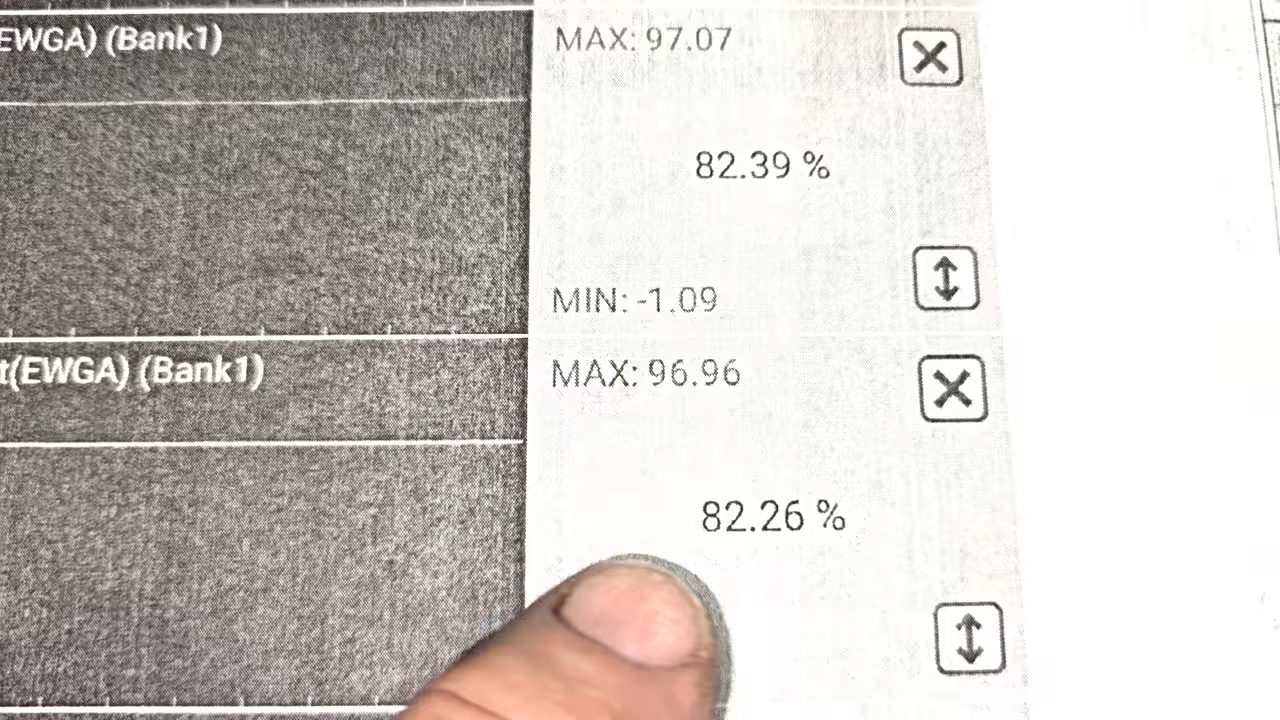 EWGA) (Bank1)
MAX: 97.07
82.39 %
MIN: -1.09
t(EWGA) (Bank1)
MAX: 96.96
82.26 %